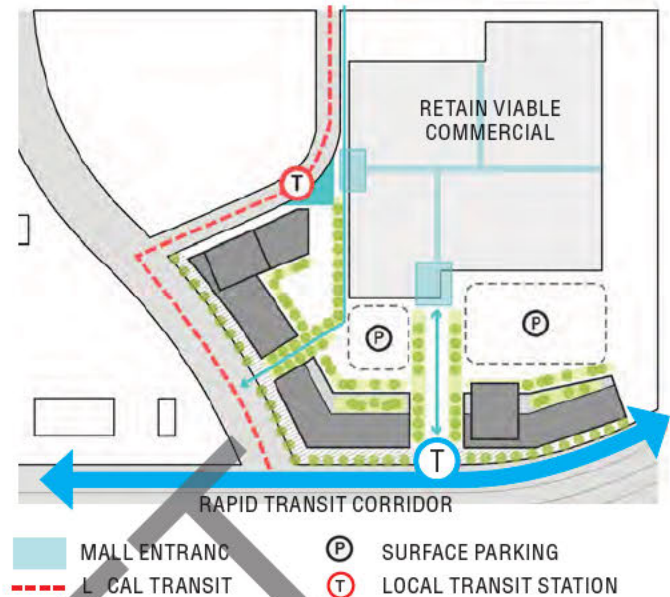 RETAIN VIABLE
COMMERCIAL
T
P
P
T
RAPID TRANSIT CORRIDOR
MALL ENTRANC
P SURFACE PARKING
L CAL TRANSIT
T LOCAL TRANSIT STATION